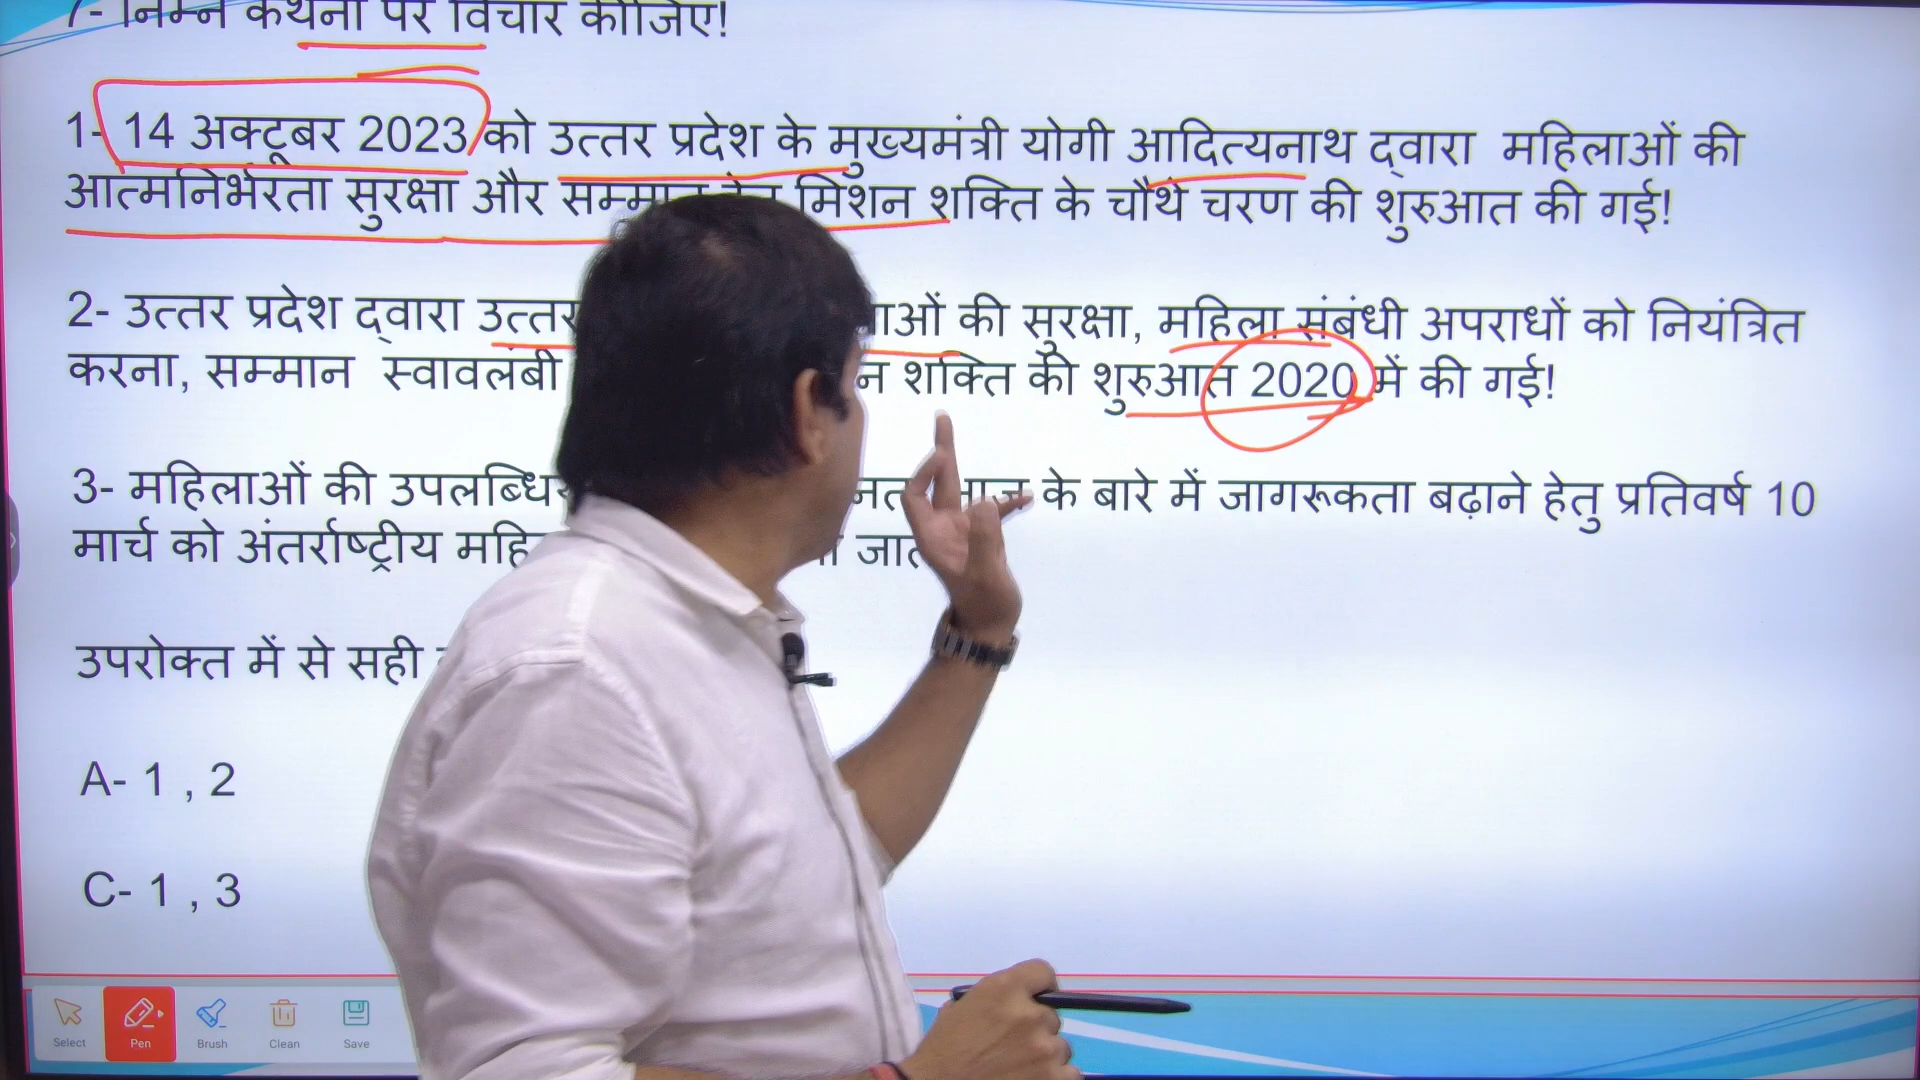 7- निम्न कथनों पर विचार कीजिए!
1- 14 अक्टूबर 2023 को उत्तर प्रदेश के मुख्यमंत्री योगी आदित्यनाथ द्वारा महिलाओं की
आत्मनिर्भरता सुरक्षा और सम्मान हेतु मिशन शक्ति के चौथे चरण की शुरुआत की गई!
2- उत्तर प्रदेश द्वारा उत्तर की सुरक्षा, महिला संबंधी अपराधों को नियंत्रित
करना, सम्मान स्वावलंबी शक्ति की शुरुआत 2020 में की गई!
3- महिलाओं की के बारे में जागरूकता बढ़ाने हेतु प्रतिवर्ष 10
मार्च को अंतर्राष्ट्रीय
उपरोक्त में से सही
A- 1 , 2
C- 1 , 3
Select Pen Brush Clean Save